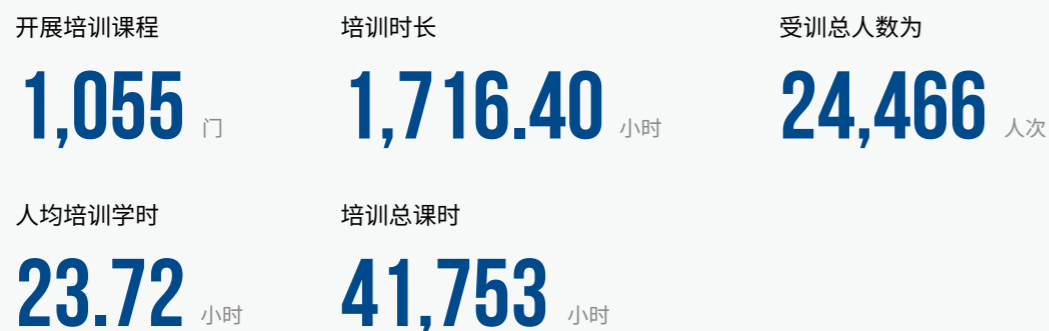 开展培训课程
培训时长
受训总人数为
1,055 门
1,716.40 小时
24,466 人次
人均培训学时
培训总课时
23.72 小时
41,753 小时